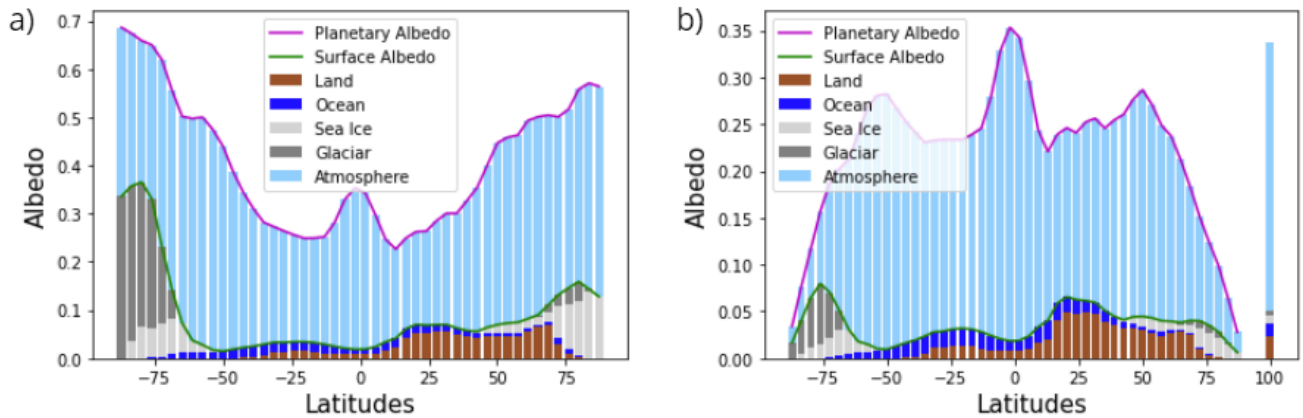 a)
0.7
0.6
0.5
0.4
0.3
0.2
0.1
0.0
Albedo
Planetary Albedo
Surface Albedo
Land
Ocean
Sea Ice
Glaciar
Atmosphere
−75 −50 −25 0 25 50 75
Latitudes
b)
0.35
0.30
0.25
0.20
0.15
0.10
0.05
0.00
Albedo
Planetary Albedo
Surface Albedo
Land
Ocean
Sea Ice
Glaciar
Atmosphere
−75 −50 −25 0 25 50 75 100
Latitudes